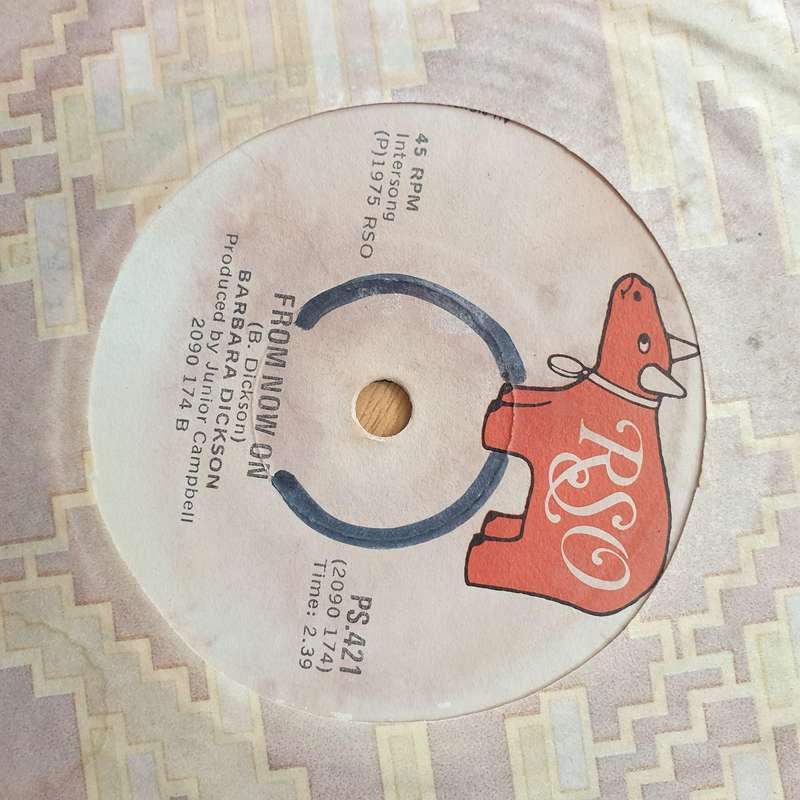 RSO
45 RPM
Intersong
(P)1975 RSO
PS.421
(2090 174)
Time: 2.39
FROM NOW ON
(B. Dickson)
BARBARA DICKSON
Produced by Junior Campbell
2090 174 B